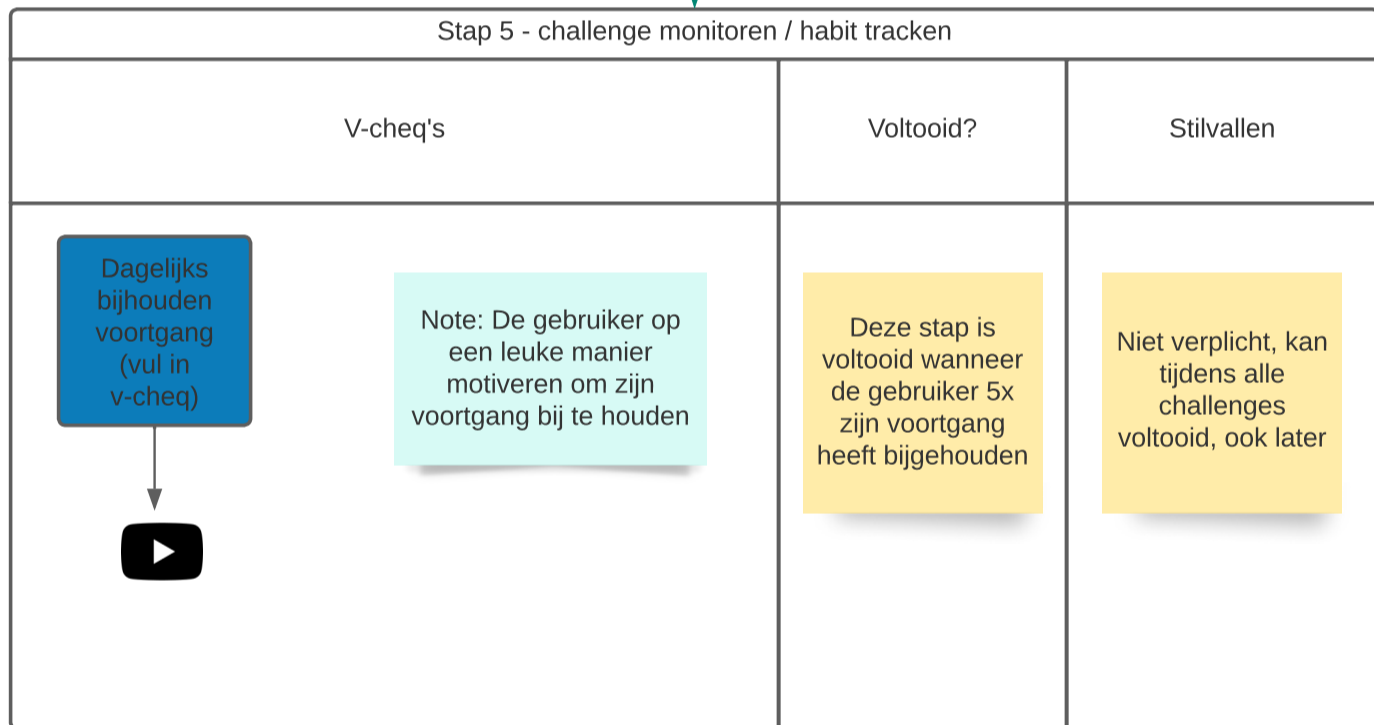 Stap 5 - challenge monitoren / habit tracken
V-cheq's
Voltooid?
Stilvallen
Dagelijks
bijhouden
voortgang
(vul in
v-cheq)
Note: De gebruiker op
een leuke manier
motiveren om zijn
voortgang bij te houden
Deze stap is
voltooid wanneer
de gebruiker 5x
zijn voortgang
heeft bijgehouden
Niet verplicht, kan
tijdens alle
challenges
voltooid, ook later